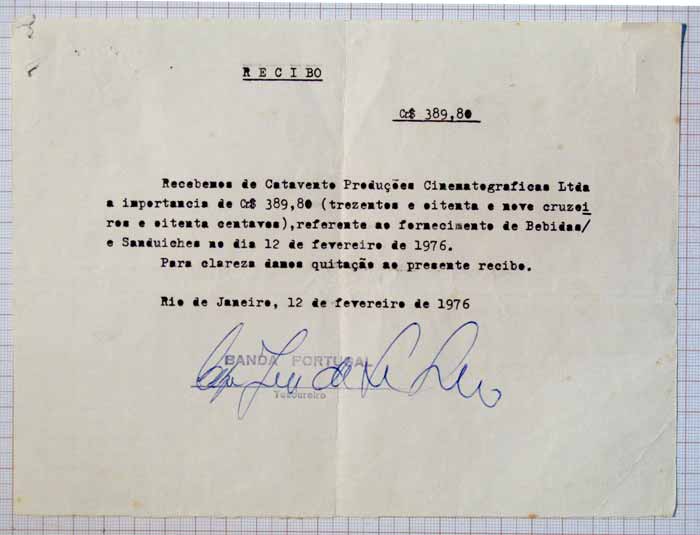 R E C I B O
Cr$ 389,80
Recebemos de Catavento Produções Cinematograficas Ltda
a importancia de Cr$ 389,80 (trezentos e oitenta e nove cruzei
ros e oitenta centavos),referente ao fornecimento de Bebidas/
e Sanduiches no dia 12 de fevereiro de 1976.
Para clareza damos quitação ao presente recibo.
Rio de Janeiro, 12 de fevereiro de 1976
BANDA PORTUGAL
Tesoureiro